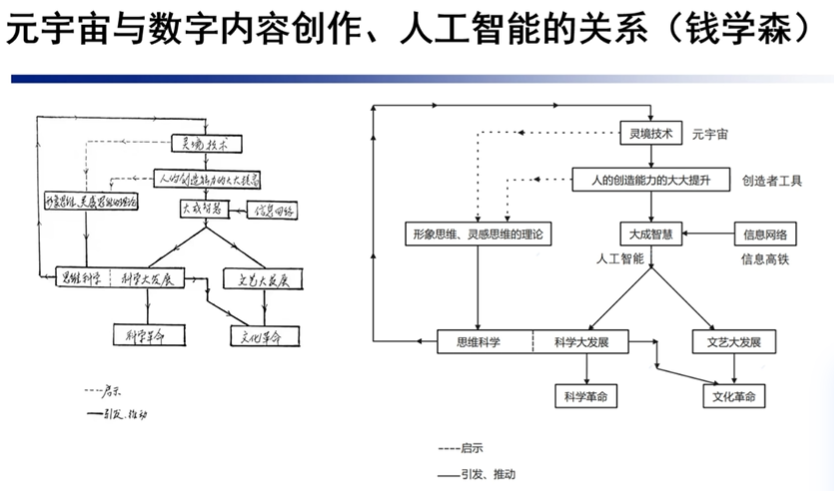 元宇宙与数字内容创作、人工智能的关系（钱学森）
灵境技术
人的创造能力的大大提高
形象思维、灵感思维的理论
大成智慧
信息网络
思维科学
科学大发展
文艺大发展
科学革命
文化革命
----启示
——引发、推动
灵境技术
元宇宙
人的创造能力的大大提升
创造者工具
形象思维、灵感思维的理论
大成智慧
信息网络
人工智能
信息高铁
思维科学
科学大发展
文艺大发展
科学革命
文化革命
----启示
——引发、推动